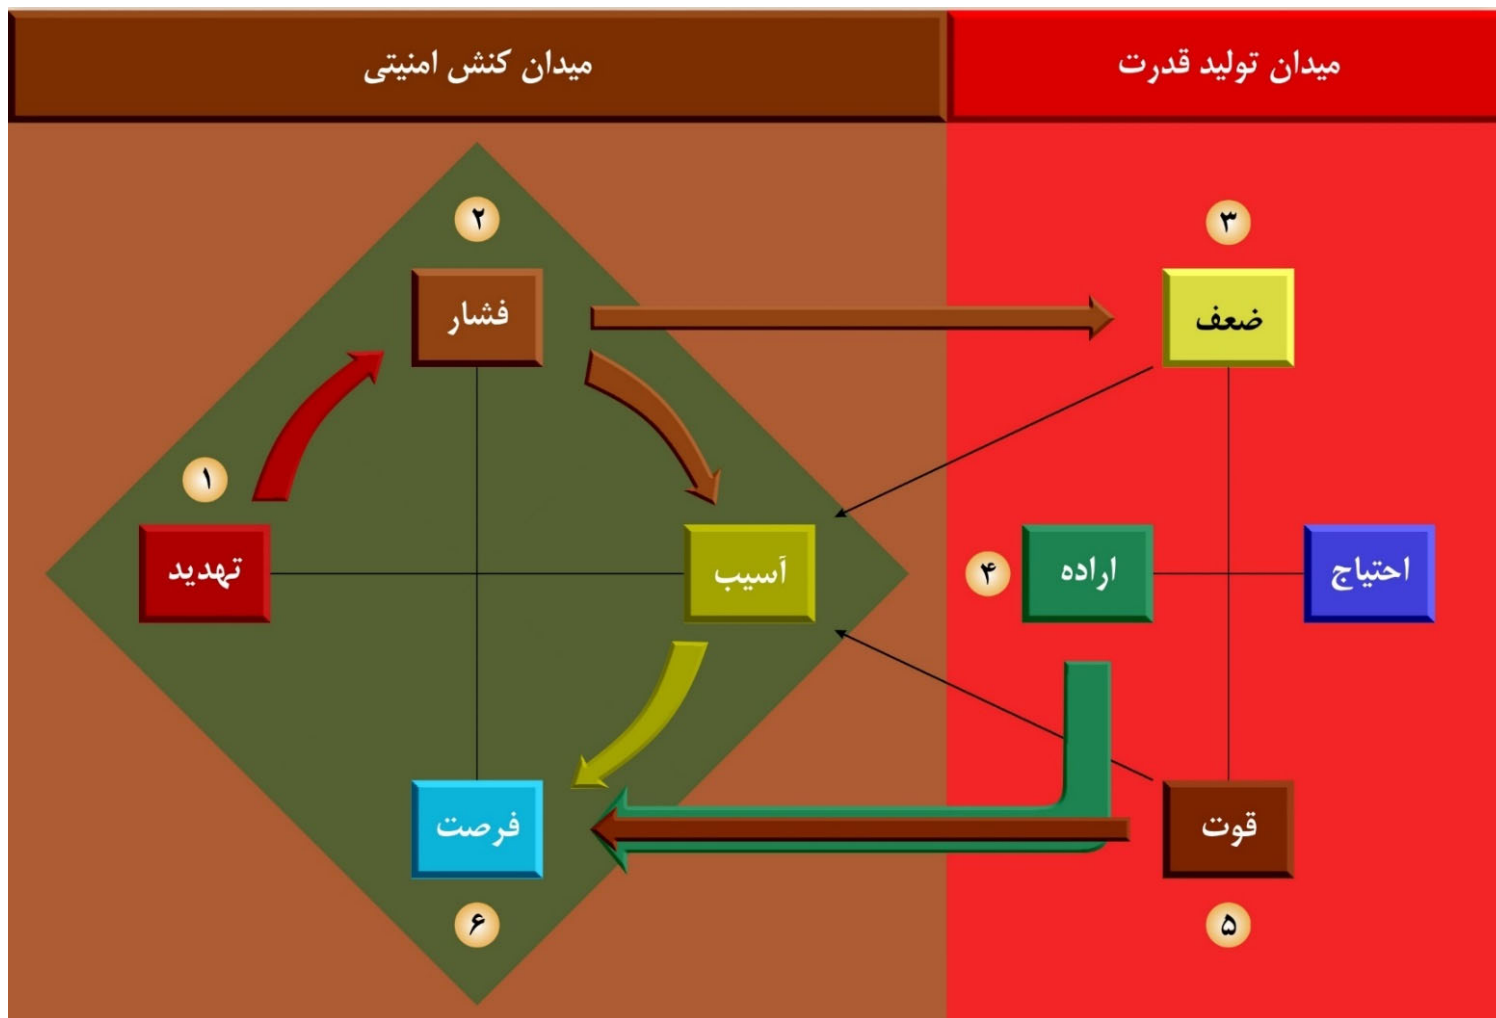 میدان تولید قدرت
میدان کنش امنیتی
۳
ضعف
۲
فشار
۱
تهدید
آسیب
۴
اراده
احتیاج
فرصت
۶
قوت
۵